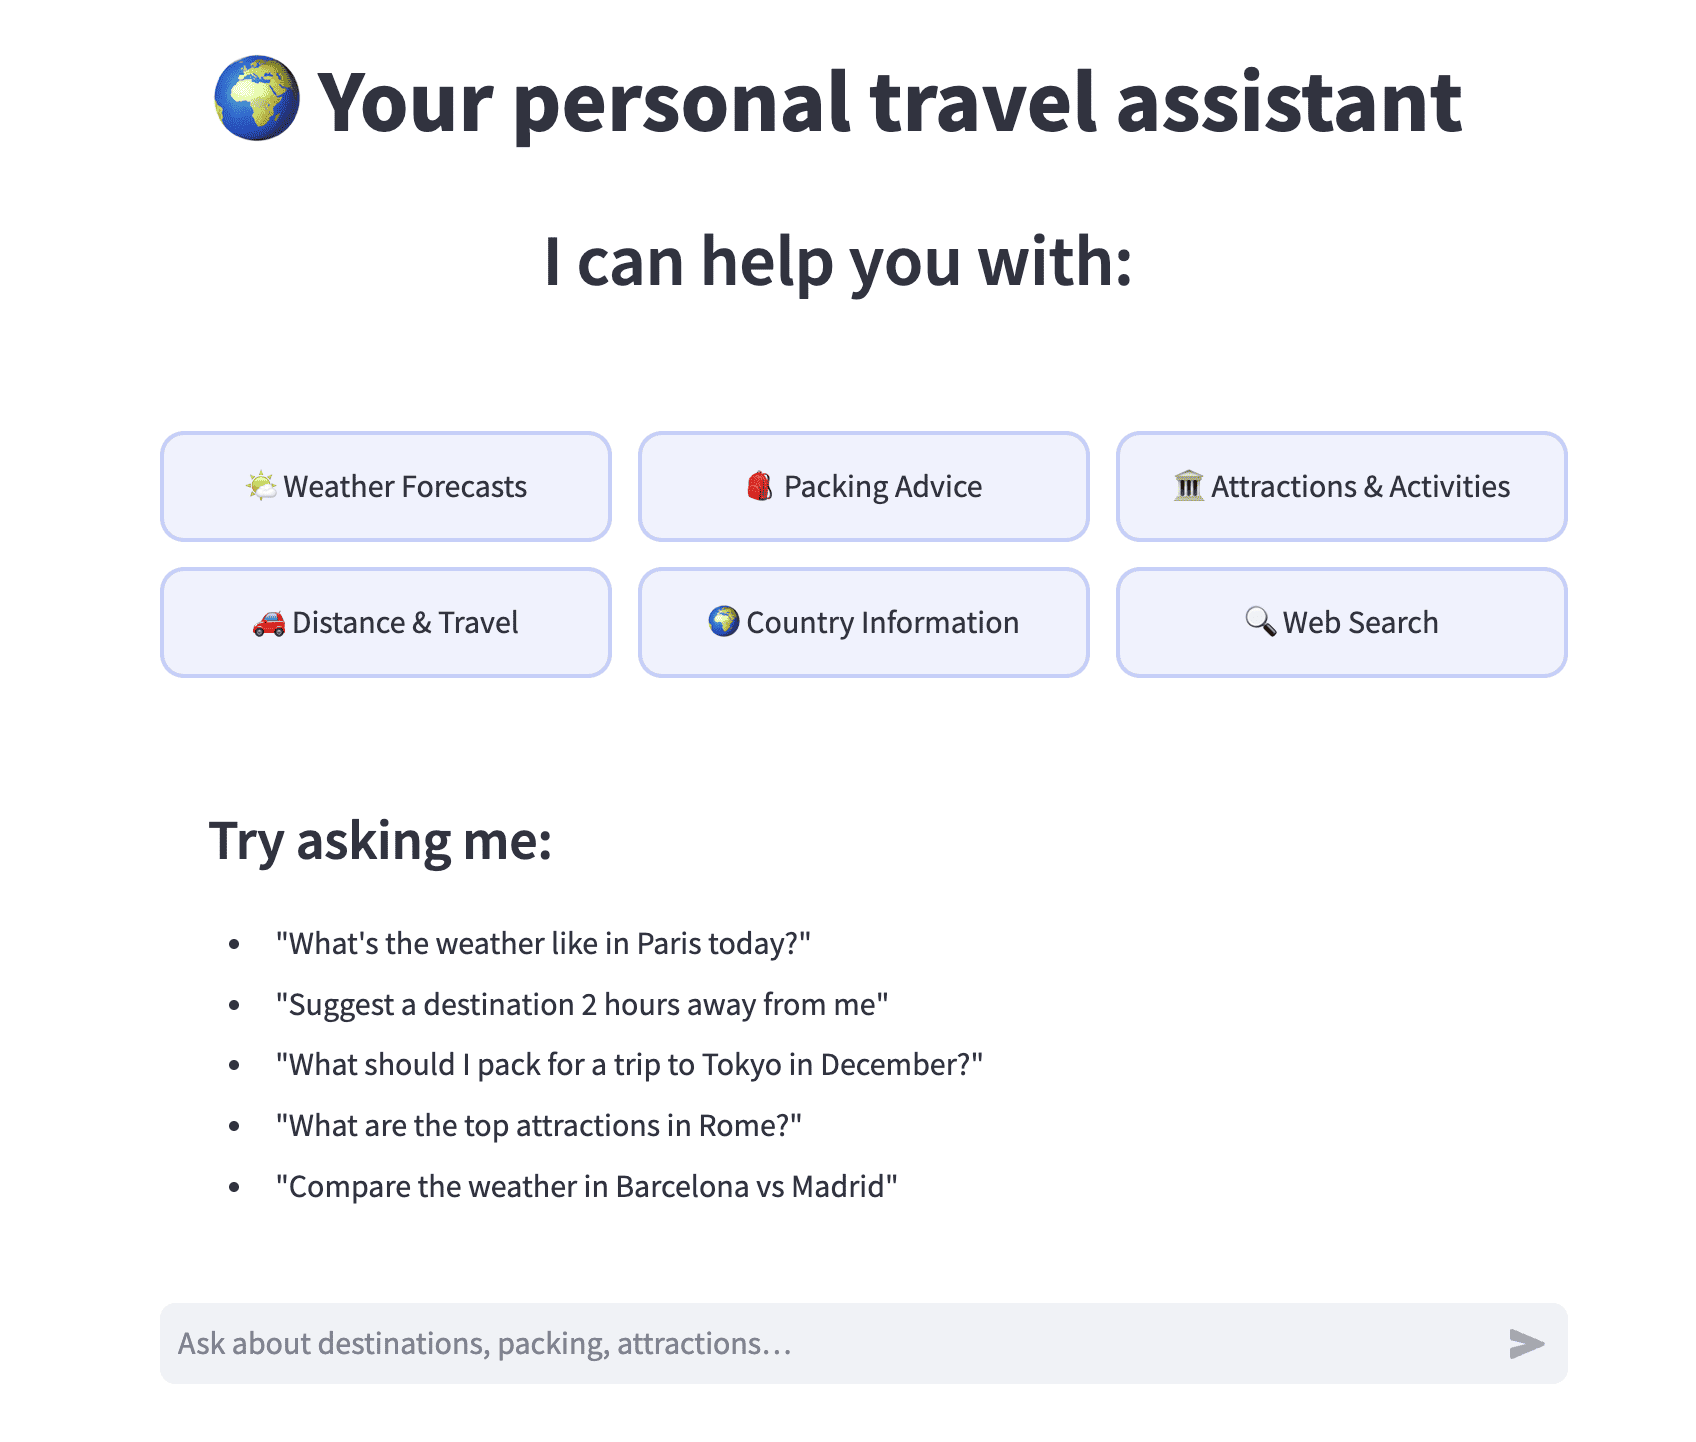 🌍 Your personal travel assistant
I can help you with:
🌤️ Weather Forecasts
🎒 Packing Advice
🏛️ Attractions & Activities
🚗 Distance & Travel
🌍 Country Information
🔍 Web Search
Try asking me:
• "What's the weather like in Paris today?"
• "Suggest a destination 2 hours away from me"
• "What should I pack for a trip to Tokyo in December?"
• "What are the top attractions in Rome?"
• "Compare the weather in Barcelona vs Madrid"
Ask about destinations, packing, attractions…